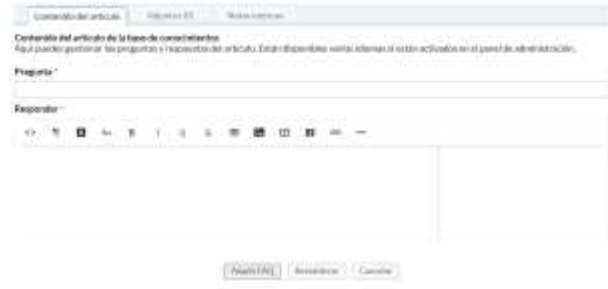 Contenido del artículo
Adjuntos (0)
Notas internas
Contenido del artículo de la base de conocimientos
Aquí puedes gestionar las preguntas y respuestas del artículo. Están disponibles varios idiomas si están activados en el panel de administración.
Pregunta *
Responder *
Añadir FAQ
Restablecer
Cancelar